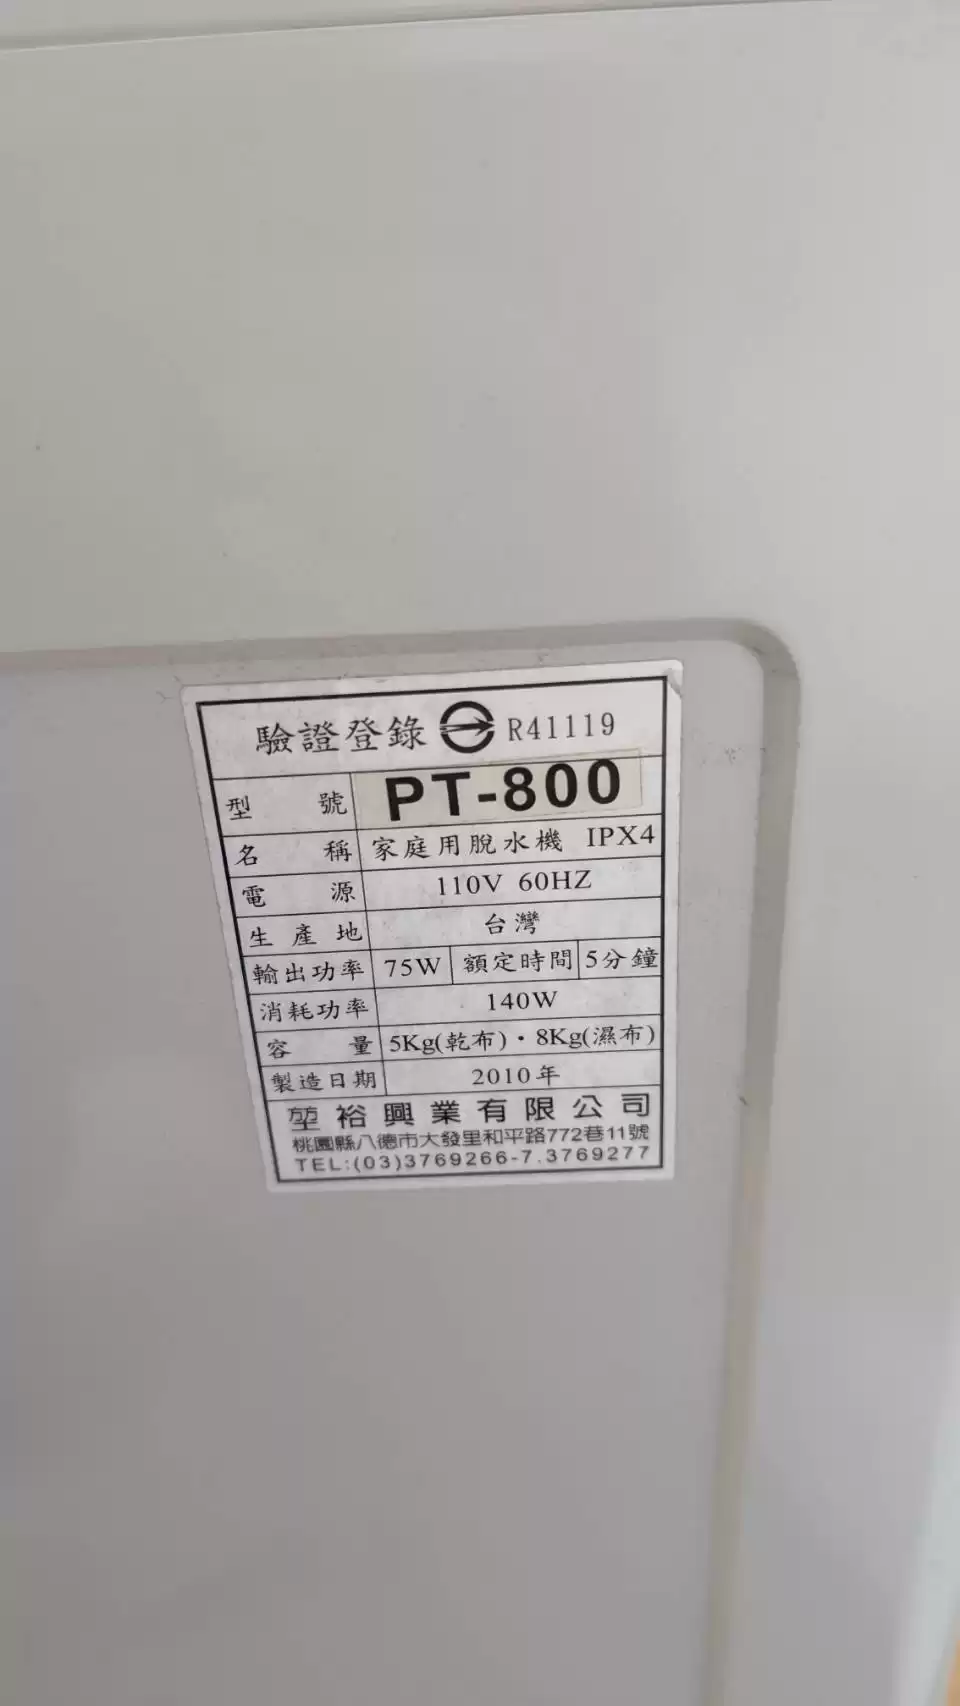 驗證登錄 R41119
型號 PT-800
名稱 家庭用脫水機 IPX4
電源 110V 60HZ
生產地 台灣
輸出功率 75W 額定時間 5分鐘
消耗功率 140W
容量 5Kg(乾布)·8Kg(濕布)
製造日期 2010年
堃裕興業有限公司
桃園縣八德市大發里和平路772巷11號
TEL:(03)3769266-7.3769277